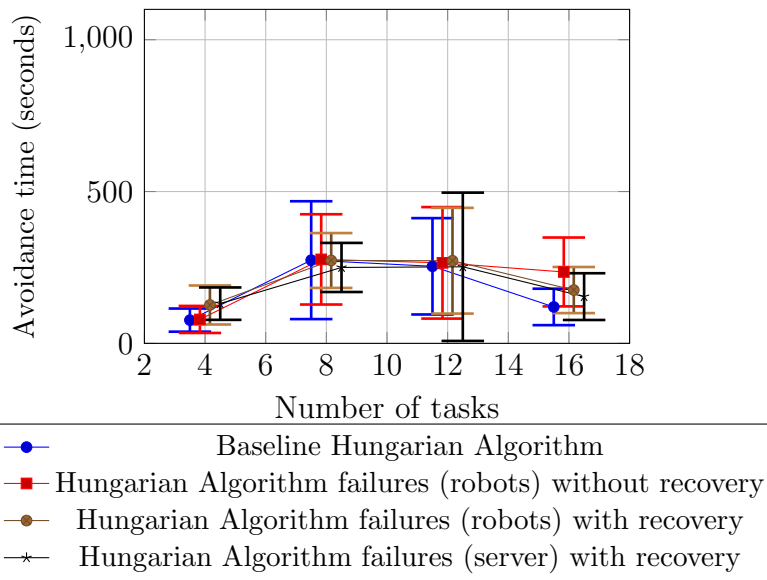 1,000
500
0
Avoidance time (seconds)
2 4 6 8 10 12 14 16 18
Number of tasks
Baseline Hungarian Algorithm
Hungarian Algorithm failures (robots) without recovery
Hungarian Algorithm failures (robots) with recovery
Hungarian Algorithm failures (server) with recovery